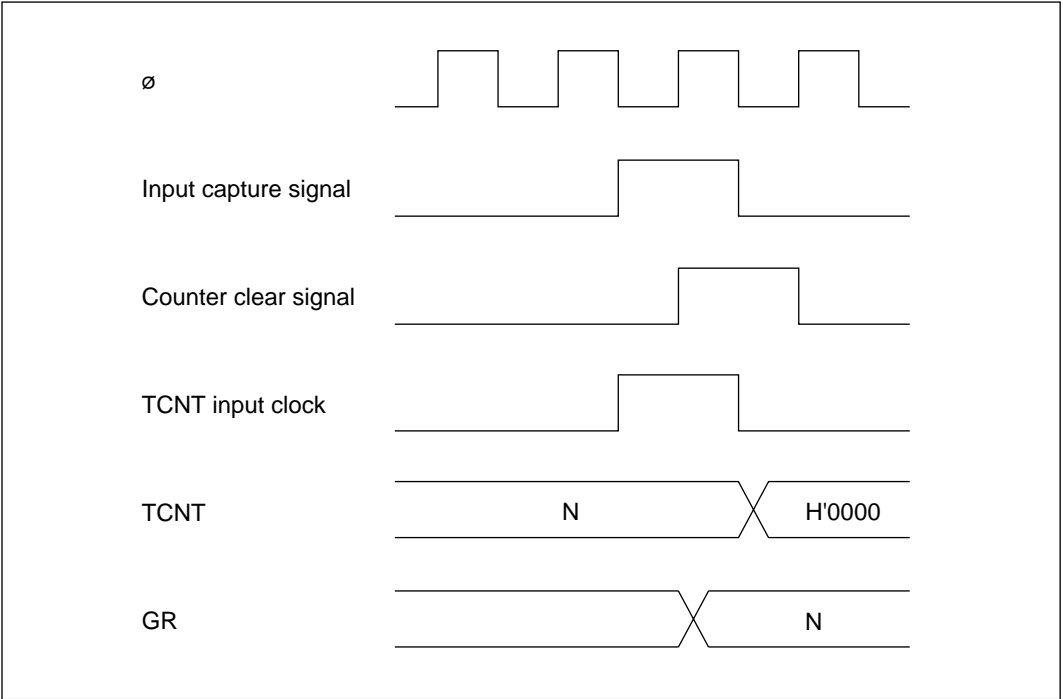 ø
Input capture signal
Counter clear signal
TCNT input clock
TCNT
N
H'0000
GR
N